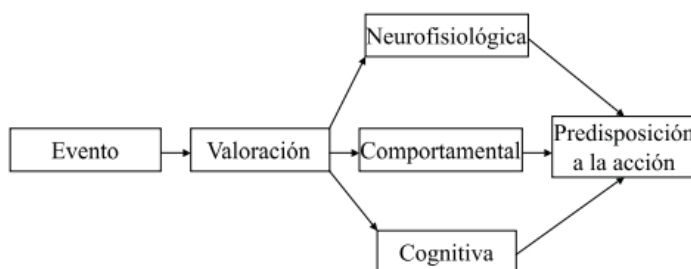 Neurofisiológica
Evento
Valoración
Comportamental
Predisposición
a la acción
Cognitiva